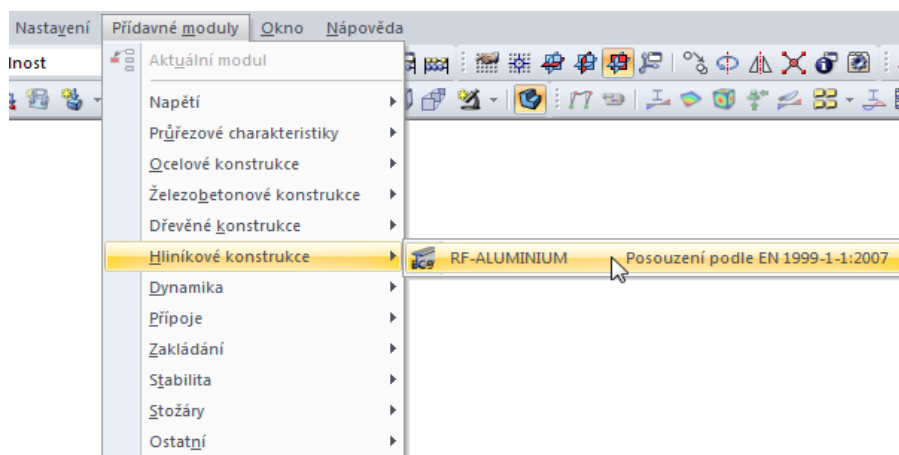 Nastavení Přídavné moduly Okno Nápověda
lnost
Aktuální modul
Napětí
Průřezové charakteristiky
Ocelové konstrukce
Železobetonové konstrukce
Dřevěné konstrukce
Hliníkové konstrukce
EC9 RF-ALUMINIUM Posouzení podle EN 1999-1-1:2007
Dynamika
Přípoje
Zakládání
Stabilita
Stožáry
Ostatní